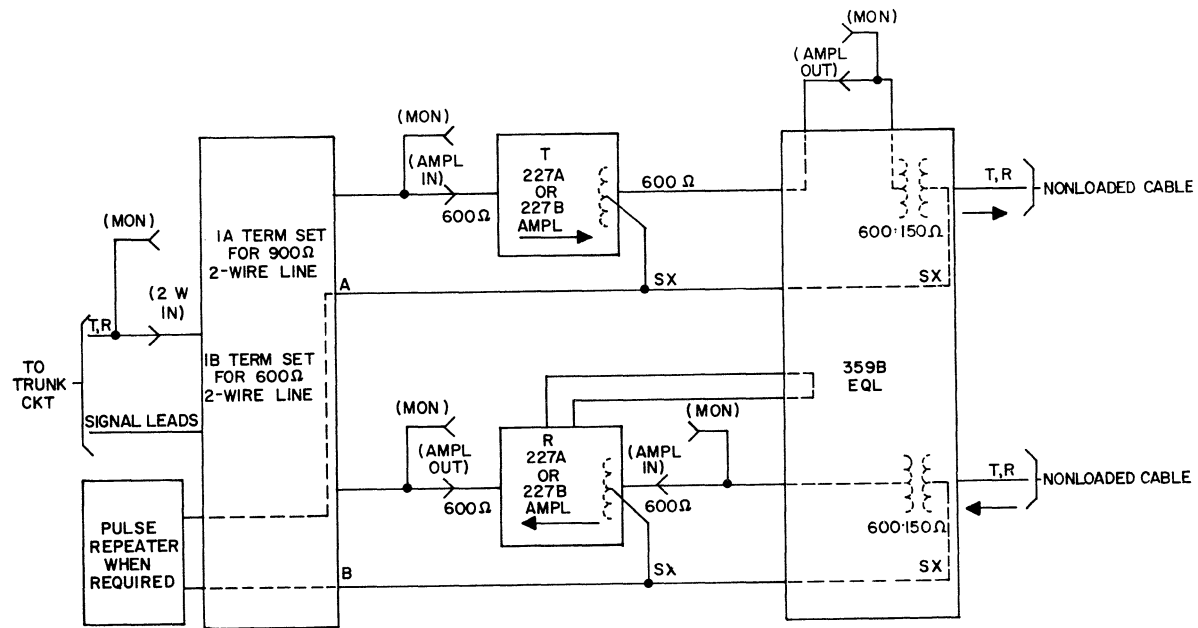 (MON)
(AMPL
OUT)
(MON)
(AMPL
IN)
600Ω
T
227A
OR
227B
AMPL
600 Ω
600:150Ω
T,R
NONLOADED CABLE
(MON)
(2 W
IN)
T,R
TO
TRUNK
CKT
SIGNAL LEADS
1A TERM SET
FOR 900Ω
2-WIRE LINE
1B TERM SET
FOR 600Ω
2-WIRE LINE
A
SX
SX
359B
EQL
(MON)
(AMPL
OUT)
600Ω
R
227A
OR
227B
AMPL
(MON)
(AMPL
IN)
600Ω
600:150Ω
T,R
NONLOADED CABLE
PULSE
REPEATER
WHEN
REQUIRED
B
SX
SX